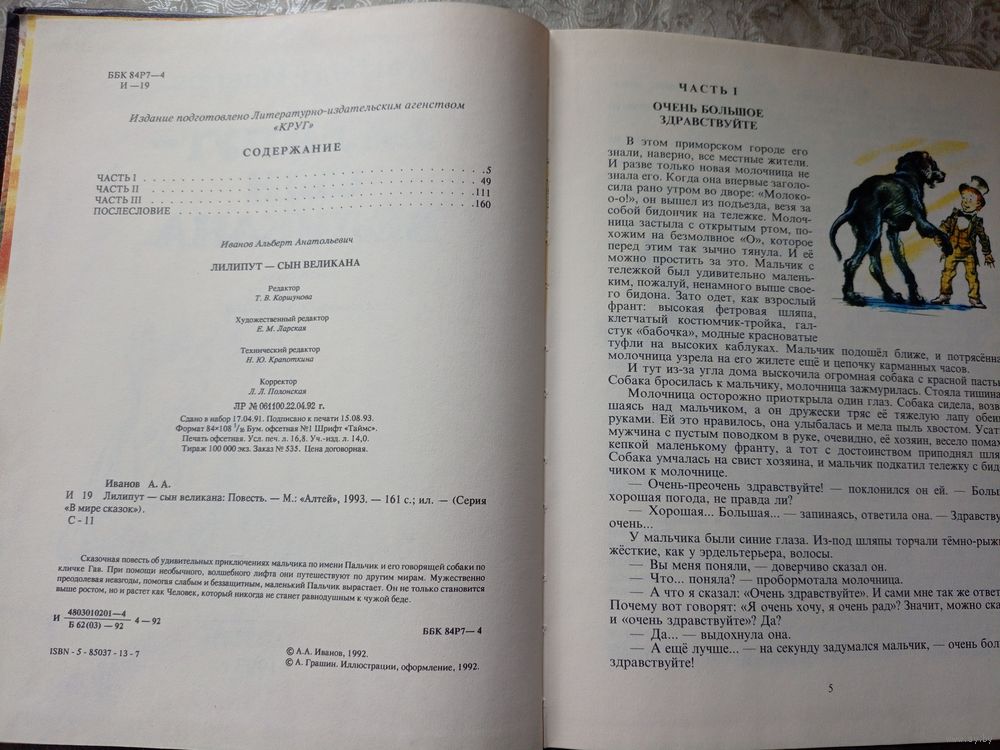 ББК 84Р7—4
И —19
Издание подготовлено Литературно-издательским агенством
«КРУГ»
СОДЕРЖАНИЕ
ЧАСТЬ I . . . . . . . . . . . . . . . . . . . . 5
ЧАСТЬ II . . . . . . . . . . . . . . . . . . . . 49
ЧАСТЬ III . . . . . . . . . . . . . . . . . . . . 111
ПОСЛЕСЛОВИЕ . . . . . . . . . . . . . . . . . . . . 160
Иванов Альберт Анатольевич
ЛИЛИПУТ — СЫН ВЕЛИКАНА
Редактор
Т. В. Коршунова
Художественный редактор
Е. М. Ларская
Технический редактор
Н. Ю. Крапоткина
Корректор
Л. Л. Полонская
ЛР № 061100.22.04.92 г.
Сдано в набор 17.04.91. Подписано к печати 15.08.93.
Формат 84×108 1/16 Бум. офсетная №1 Шрифт «Таймс».
Печать офсетная. Усл. печ. л. 16,8. Уч.-изд. л. 14,0.
Тираж 100 000 экз. Заказ № 535. Цена договорная.
Иванов А. А.
И 19 Лилипут — сын великана: Повесть. — М.: «Алтей», 1993. — 161 с.; ил. — (Серия
«В мире сказок»).
С - 11
Сказочная повесть об удивительных приключениях мальчика по имени Пальчик и его говорящей собаки по
кличке Гав. При помощи необычного, волшебного лифта они путешествуют по другим мирам. Мужественно
преодолевая невзгоды, помогая слабым и беззащитным, маленький Пальчик вырастает. Он не только становится
выше ростом, но и растет как Человек, который никогда не станет равнодушным к чужой беде.
И 4803010201—4
Б 62(03) — 92 4 — 92
ББК 84Р7— 4
ISBN - 5 - 85037 - 13 - 7
© А.А. Иванов, 1992.
© А. Грашин. Иллюстрации, оформление, 1992.
ЧАСТЬ I
ОЧЕНЬ БОЛЬШОЕ
ЗДРАВСТВУЙТЕ
В этом приморском городе его
знали, наверно, все местные жители.
И разве только новая молочница не
знала его. Когда она впервые заголо-
сила рано утром во дворе: «Молоко-
о-о!», он вышел из подъезда, везя за
собой бидончик на тележке. Молоч-
ница застыла с открытым ртом, по-
хожим на безмолвное «О», которое
перед этим так зычно тянула. И её
можно простить за это. Мальчик с
тележкой был удивительно малень-
ким, пожалуй, ненамного выше свое-
го бидона. Зато одет, как взрослый
франт: высокая фетровая шляпа,
клетчатый костюмчик-тройка, гал-
стук «бабочка», модные красноватые
туфли на высоких каблуках. Мальчик подошёл ближе, и потрясённа
молочница узрела на его жилете ещё и цепочку карманных часов.
И тут из-за угла дома выскочила огромная собака с красной пастью
Собака бросилась к мальчику, молочница зажмурилась. Стояла тишина
Молочница осторожно приоткрыла один глаз. Собака сидела, возв
шаясь над мальчиком, а он дружески тряс её тяжелую лапу обеи
руками. Ей это нравилось, она улыбалась и мела пыль хвостом. Усат
мужчина с пустым поводком в руке, очевидно, её хозяин, весело помах
кепкой маленькому франту, а тот с достоинством приподнял шля
Собака умчалась на свист хозяина, и мальчик подкатил тележку с бид
чиком к молочнице.
— Очень-преочень здравствуйте! — поклонился он ей. — Больш
хорошая погода, не правда ли?
— Хорошая... Большая... — запинаясь, ответила она. — Здравству
очень...
У мальчика были синие глаза. Из-под шляпы торчали тёмно-рыж
жёсткие, как у эрдельтерьера, волосы.
— Вы меня поняли, — доверчиво сказал он.
— Что... поняла? — пробормотала молочница.
— А что я сказал: «Очень здравствуйте». И сами мне так же ответ
Почему вот говорят: «Я очень хочу, я очень рад»? Значит, можно ска
и «очень здравствуйте»? Да?
— Да... — выдохнула она.
— А ещё лучше... — на секунду задумался мальчик, — очень бол
здравствуйте!
5